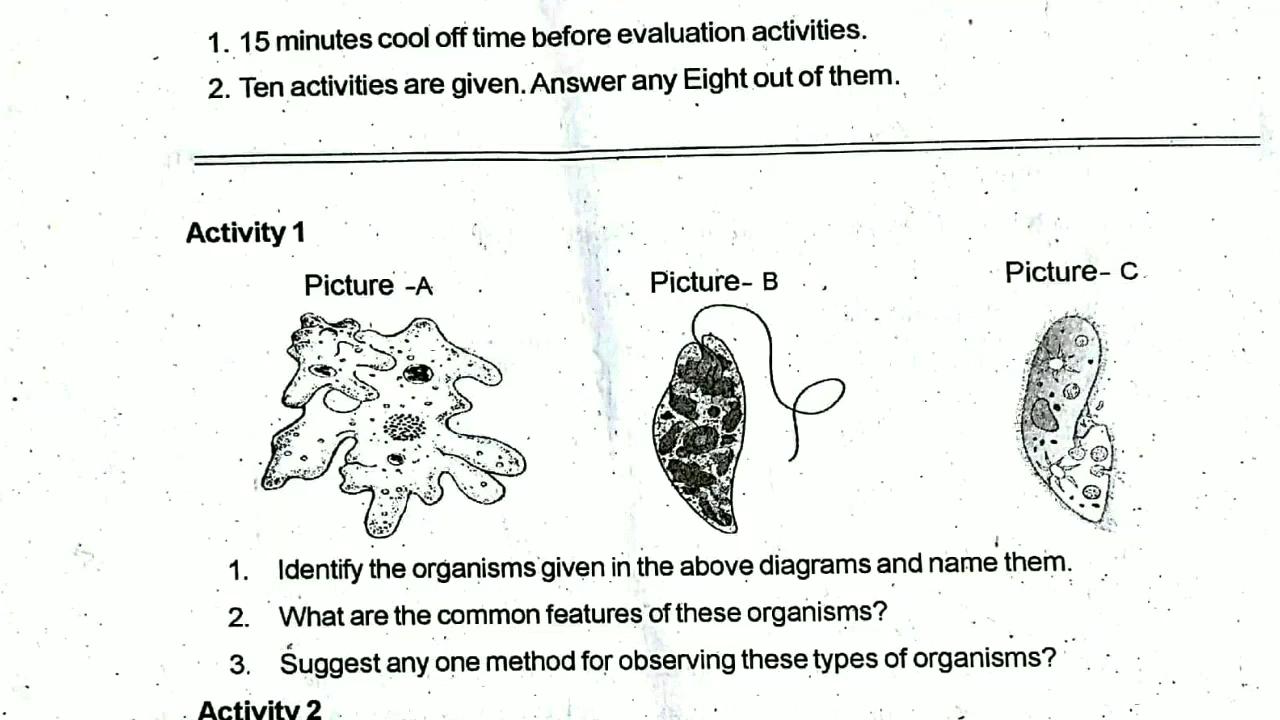 1. 15 minutes cool off time before evaluation activities.
2. Ten activities are given. Answer any Eight out of them.
Activity 1
Picture -A
Picture- B
Picture- C
1. Identify the organisms given in the above diagrams and name them.
2. What are the common features of these organisms?
3. Suggest any one method for observing these types of organisms?
Activity 2